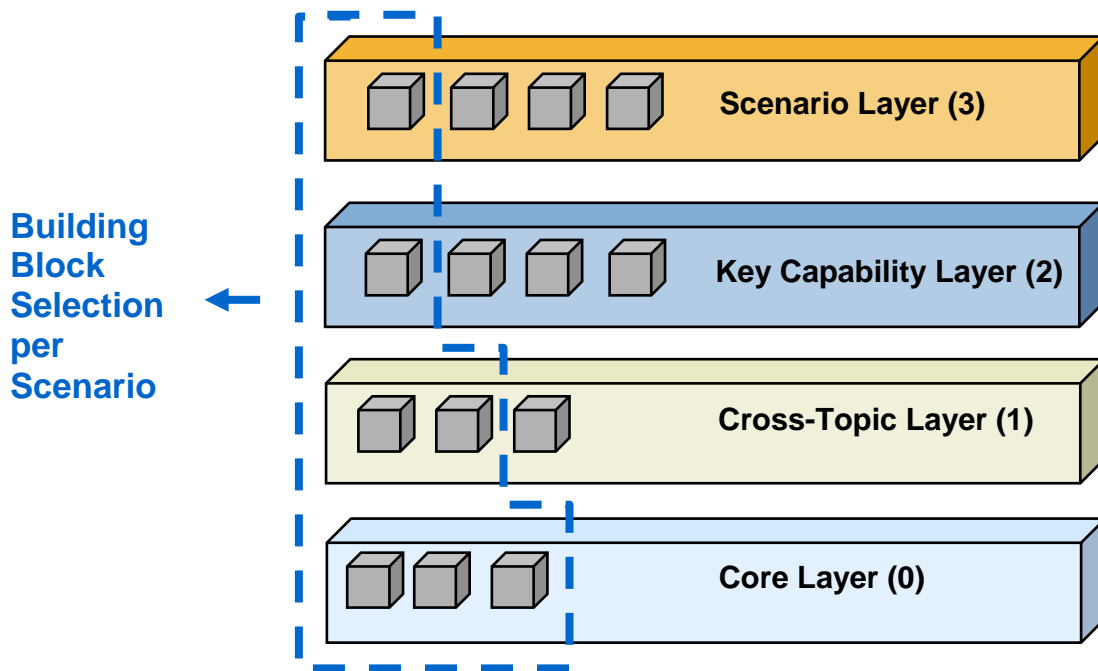 Scenario Layer (3)
Building
Block
Selection
per
Scenario
Key Capability Layer (2)
Cross-Topic Layer (1)
Core Layer (0)